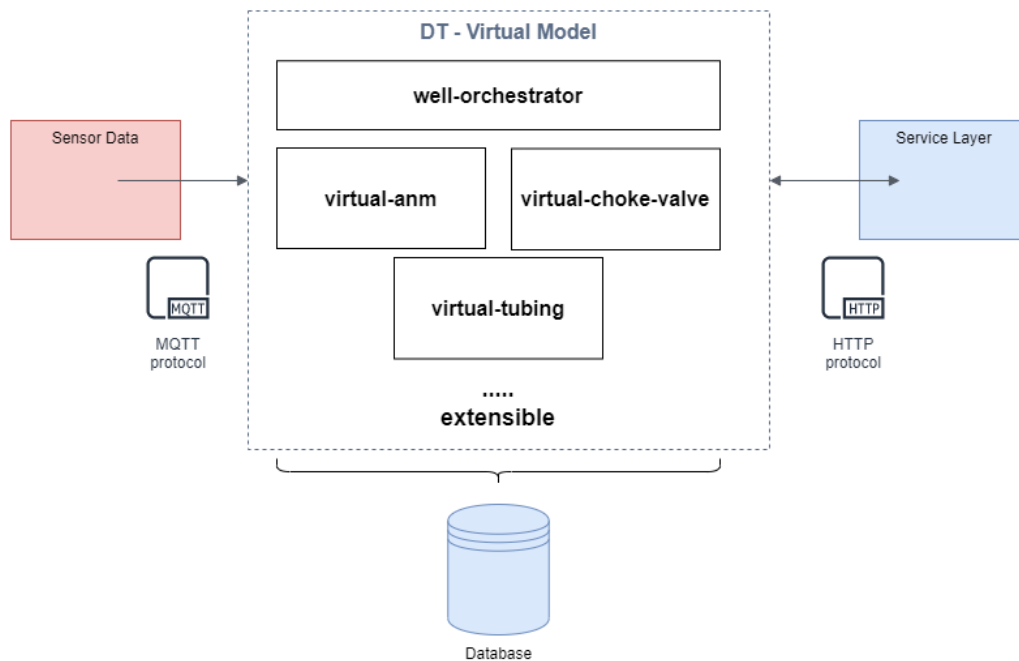 DT - Virtual Model
well-orchestrator
Sensor Data
Service Layer
virtual-anm
virtual-choke-valve
virtual-tubing
MQTT
MQTT
protocol
HTTP
HTTP
protocol
.....
extensible
Database